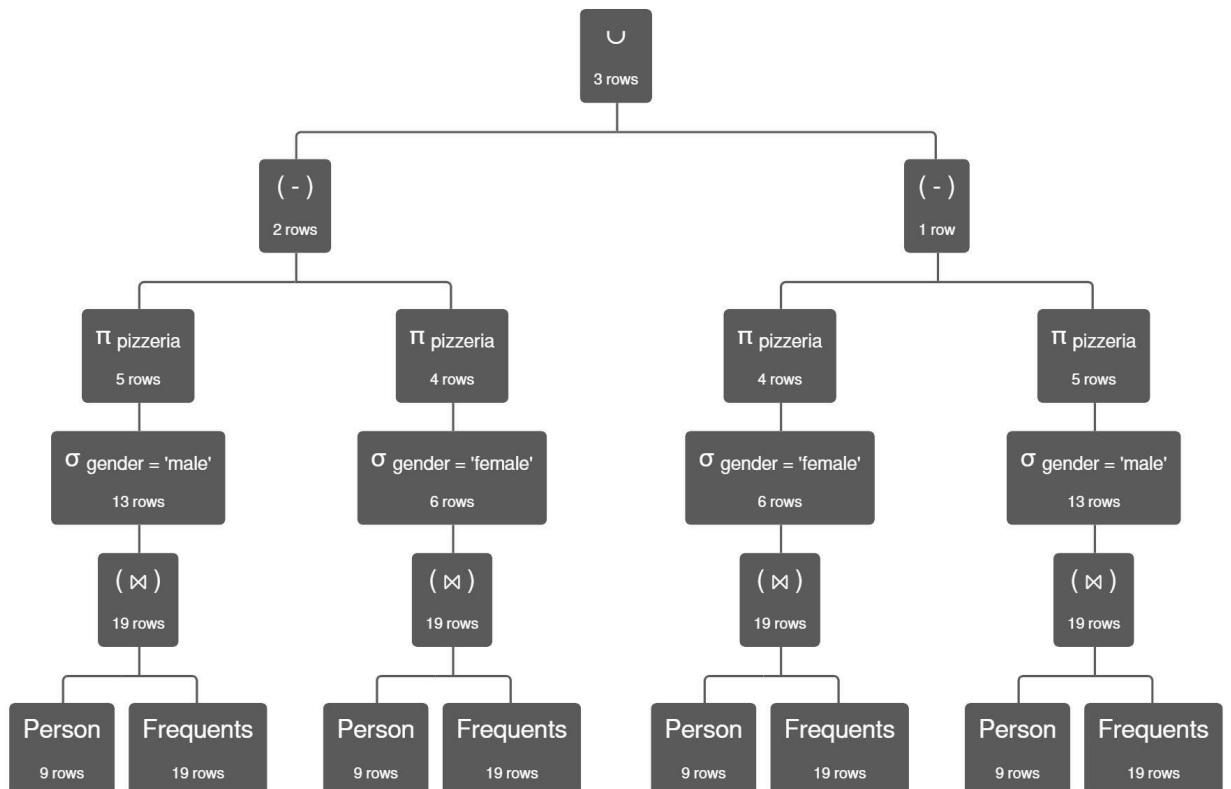 ∪
3 rows
( - )
2 rows
( - )
1 row
π pizzeria
5 rows
π pizzeria
4 rows
π pizzeria
4 rows
π pizzeria
5 rows
σ gender = 'male'
13 rows
σ gender = 'female'
6 rows
σ gender = 'female'
6 rows
σ gender = 'male'
13 rows
( ⋈ )
19 rows
( ⋈ )
19 rows
( ⋈ )
19 rows
( ⋈ )
19 rows
Person
9 rows
Frequents
19 rows
Person
9 rows
Frequents
19 rows
Person
9 rows
Frequents
19 rows
Person
9 rows
Frequents
19 rows